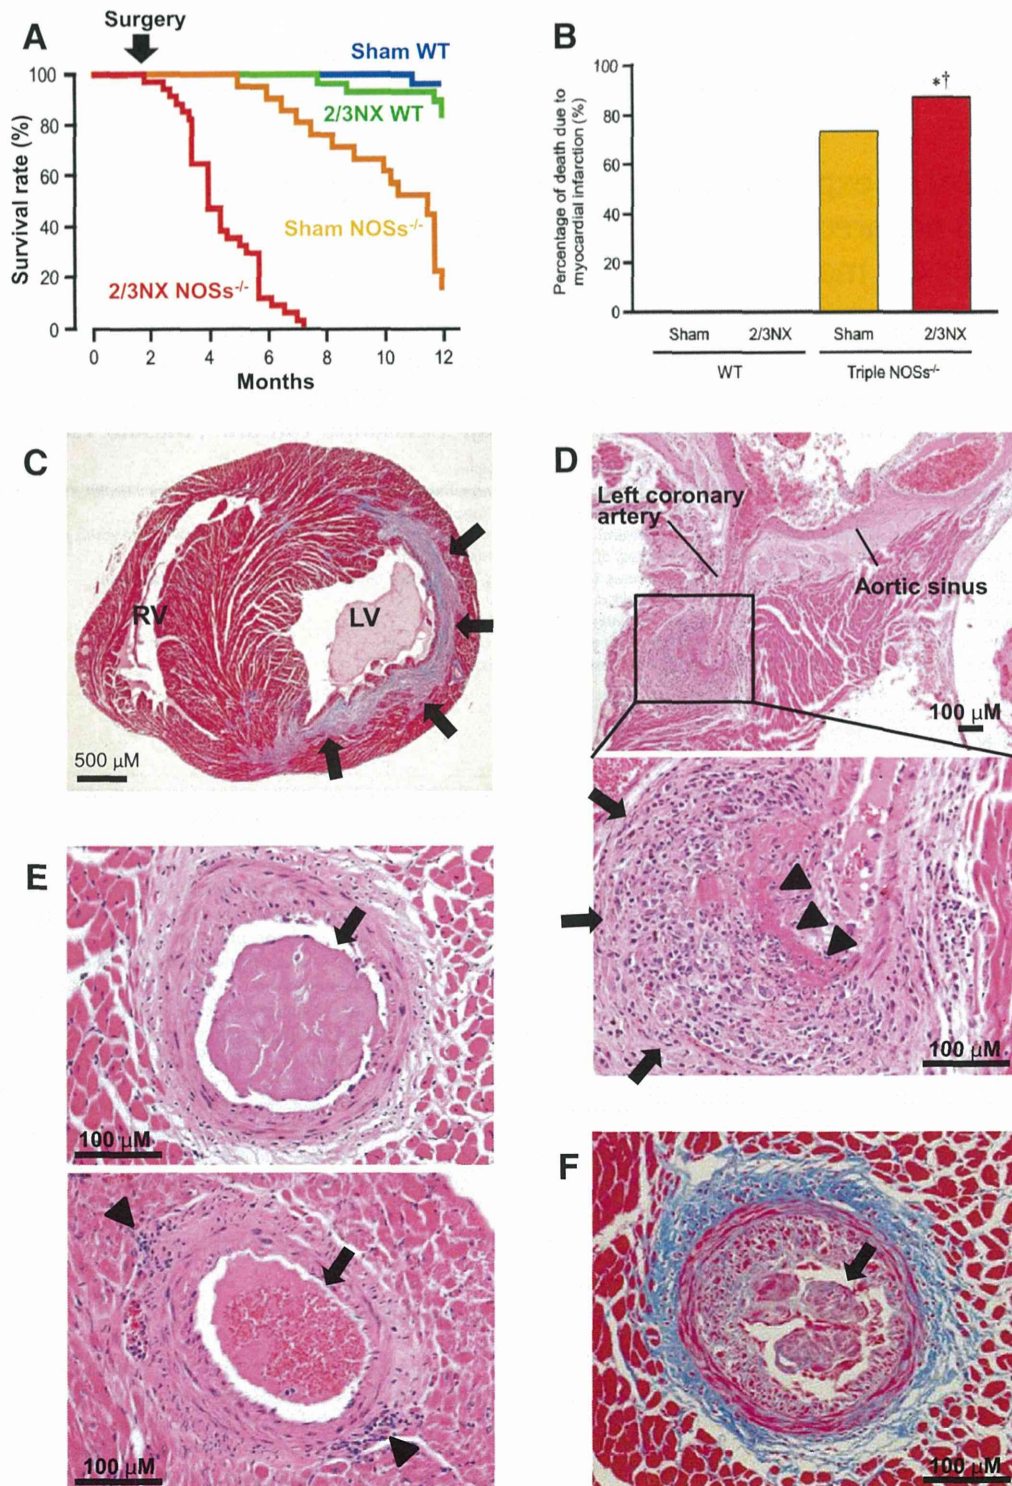 A
Surgery
Sham WT
2/3NX WT
Sham NOSs-/-
2/3NX NOSs-/-
Survival rate (%)
100
80
60
40
20
0
0 2 4 6 8 10 12
Months
B
Percentage of death due to
myocardial infarction (%)
100
80
60
40
20
0
*†
Sham 2/3NX Sham 2/3NX
WT Triple NOSs-/-
C
RV
LV
500 µM
D
Left coronary
artery
Aortic sinus
100 µM
100 µM
E
100 µM
100 µM
F
100 µM